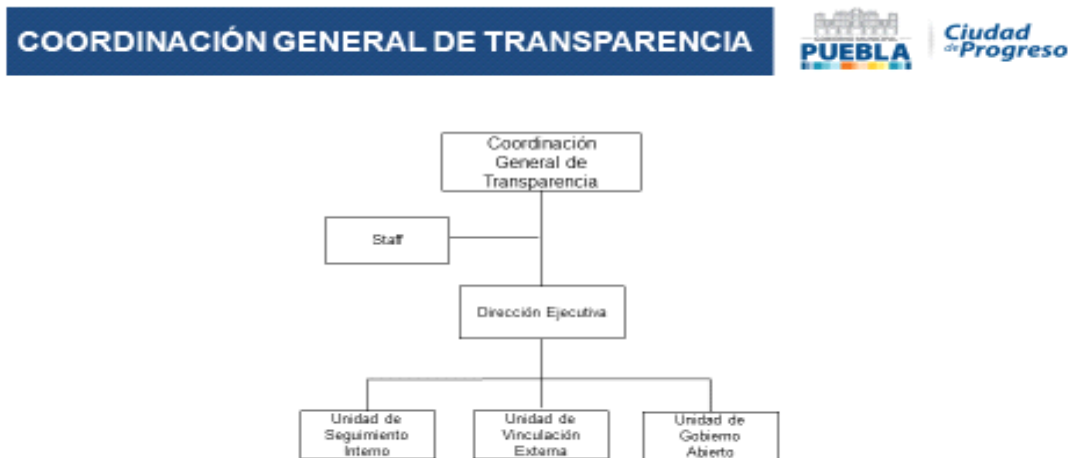 COORDINACIÓN GENERAL DE TRANSPARENCIA
PUEBLA
Ciudad
de Progreso
Coordinación
General de
Transparencia
Staff
Dirección Ejecutiva
Unidad de
Seguimiento
Interno
Unidad de
Vinculación
Externa
Unidad de
Gobierno
Abierto